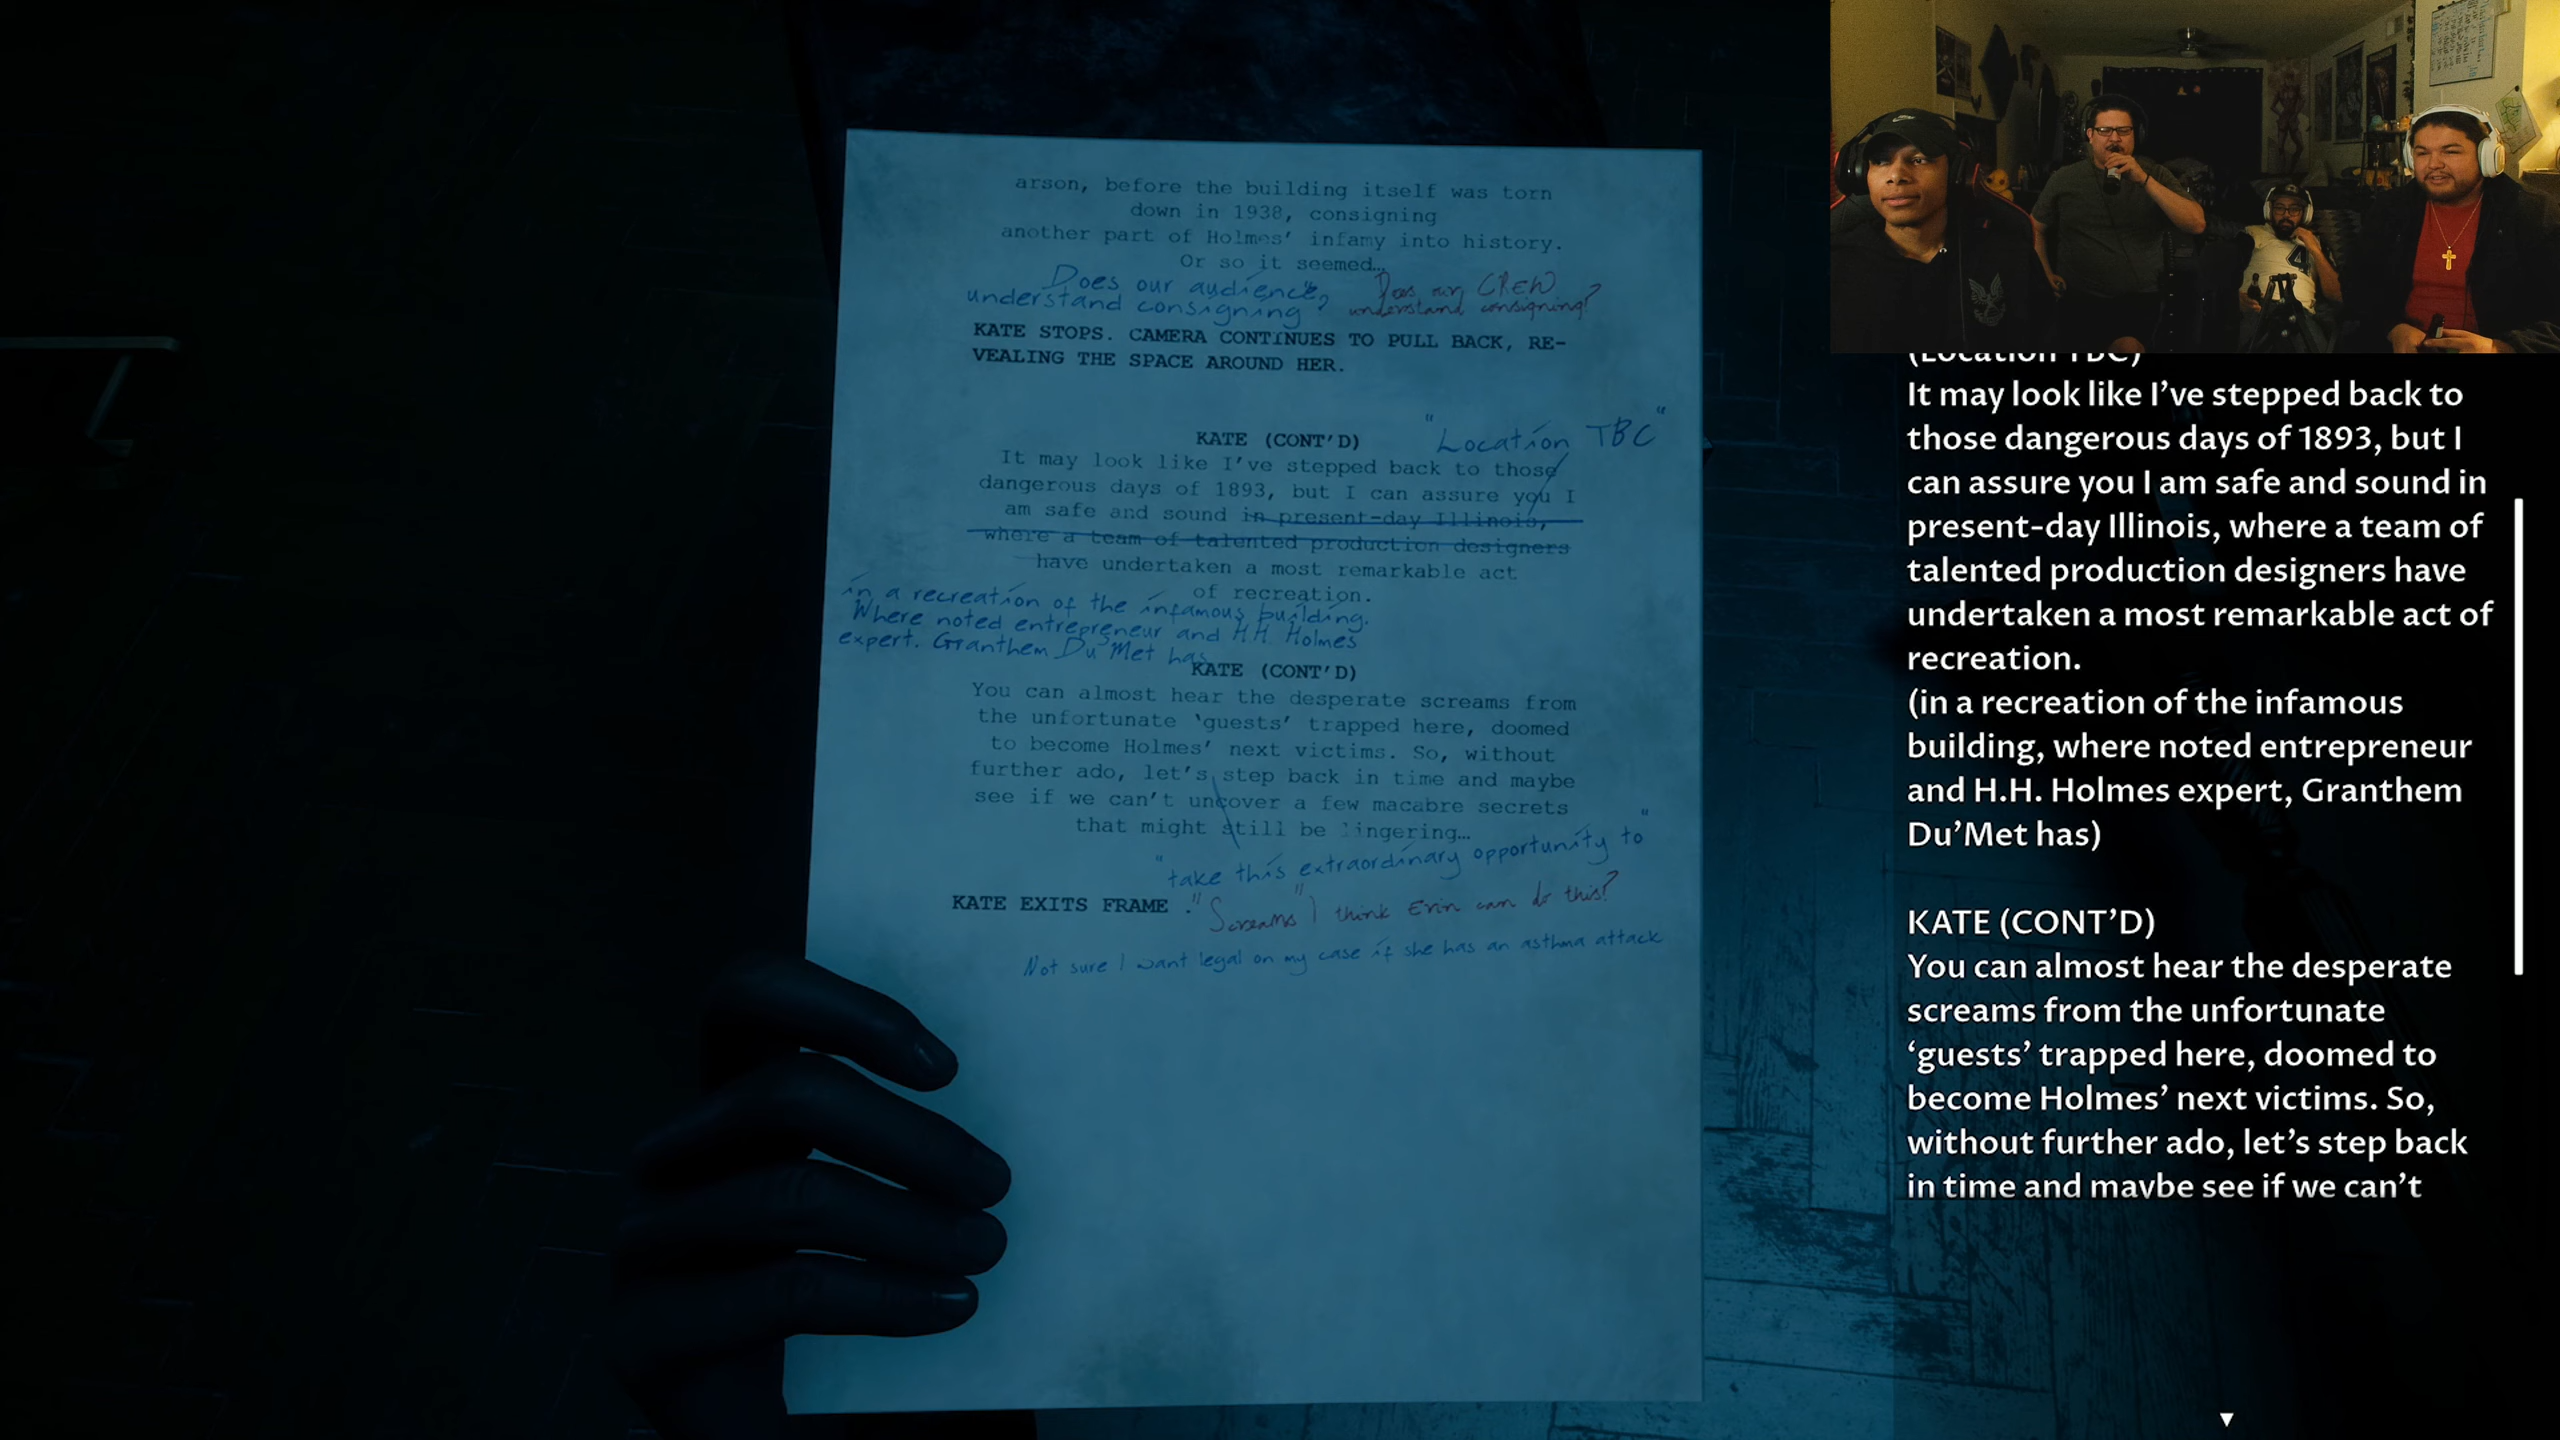 arson, before the building itself was torn
down in 1938, consigning
another part of Holmes' infamy into history.
Or so it seemed…
Does our audience,
understand consigning?
Does our CREW
understand consigning?
KATE STOPS. CAMERA CONTINUES TO PULL BACK, RE-
VEALING THE SPACE AROUND HER.
KATE (CONT'D)
"Location TBC"
It may look like I've stepped back to those
dangerous days of 1893, but I can assure you I
am safe and sound in present-day Illinois,
where a team of talented production designers
have undertaken a most remarkable act
of recreation.
in a recreation of the infamous building.
Where noted entrepreneur and H.H. Holmes
expert. Granthem Du'Met has
KATE (CONT'D)
You can almost hear the desperate screams from
the unfortunate 'guests' trapped here, doomed
to become Holmes' next victims. So, without
further ado, let's step back in time and maybe
see if we can't uncover a few macabre secrets
that might still be lingering…
"take this extraordinary opportunity to"
KATE EXITS FRAME .
"Screams" I think Erin can do this?
Not sure I want legal on my case if she has an asthma attack
(Location TBC)
It may look like I've stepped back to
those dangerous days of 1893, but I
can assure you I am safe and sound in
present-day Illinois, where a team of
talented production designers have
undertaken a most remarkable act of
recreation.
(in a recreation of the infamous
building, where noted entrepreneur
and H.H. Holmes expert, Granthem
Du'Met has)
KATE (CONT'D)
You can almost hear the desperate
screams from the unfortunate
'guests' trapped here, doomed to
become Holmes' next victims. So,
without further ado, let's step back
in time and maybe see if we can't